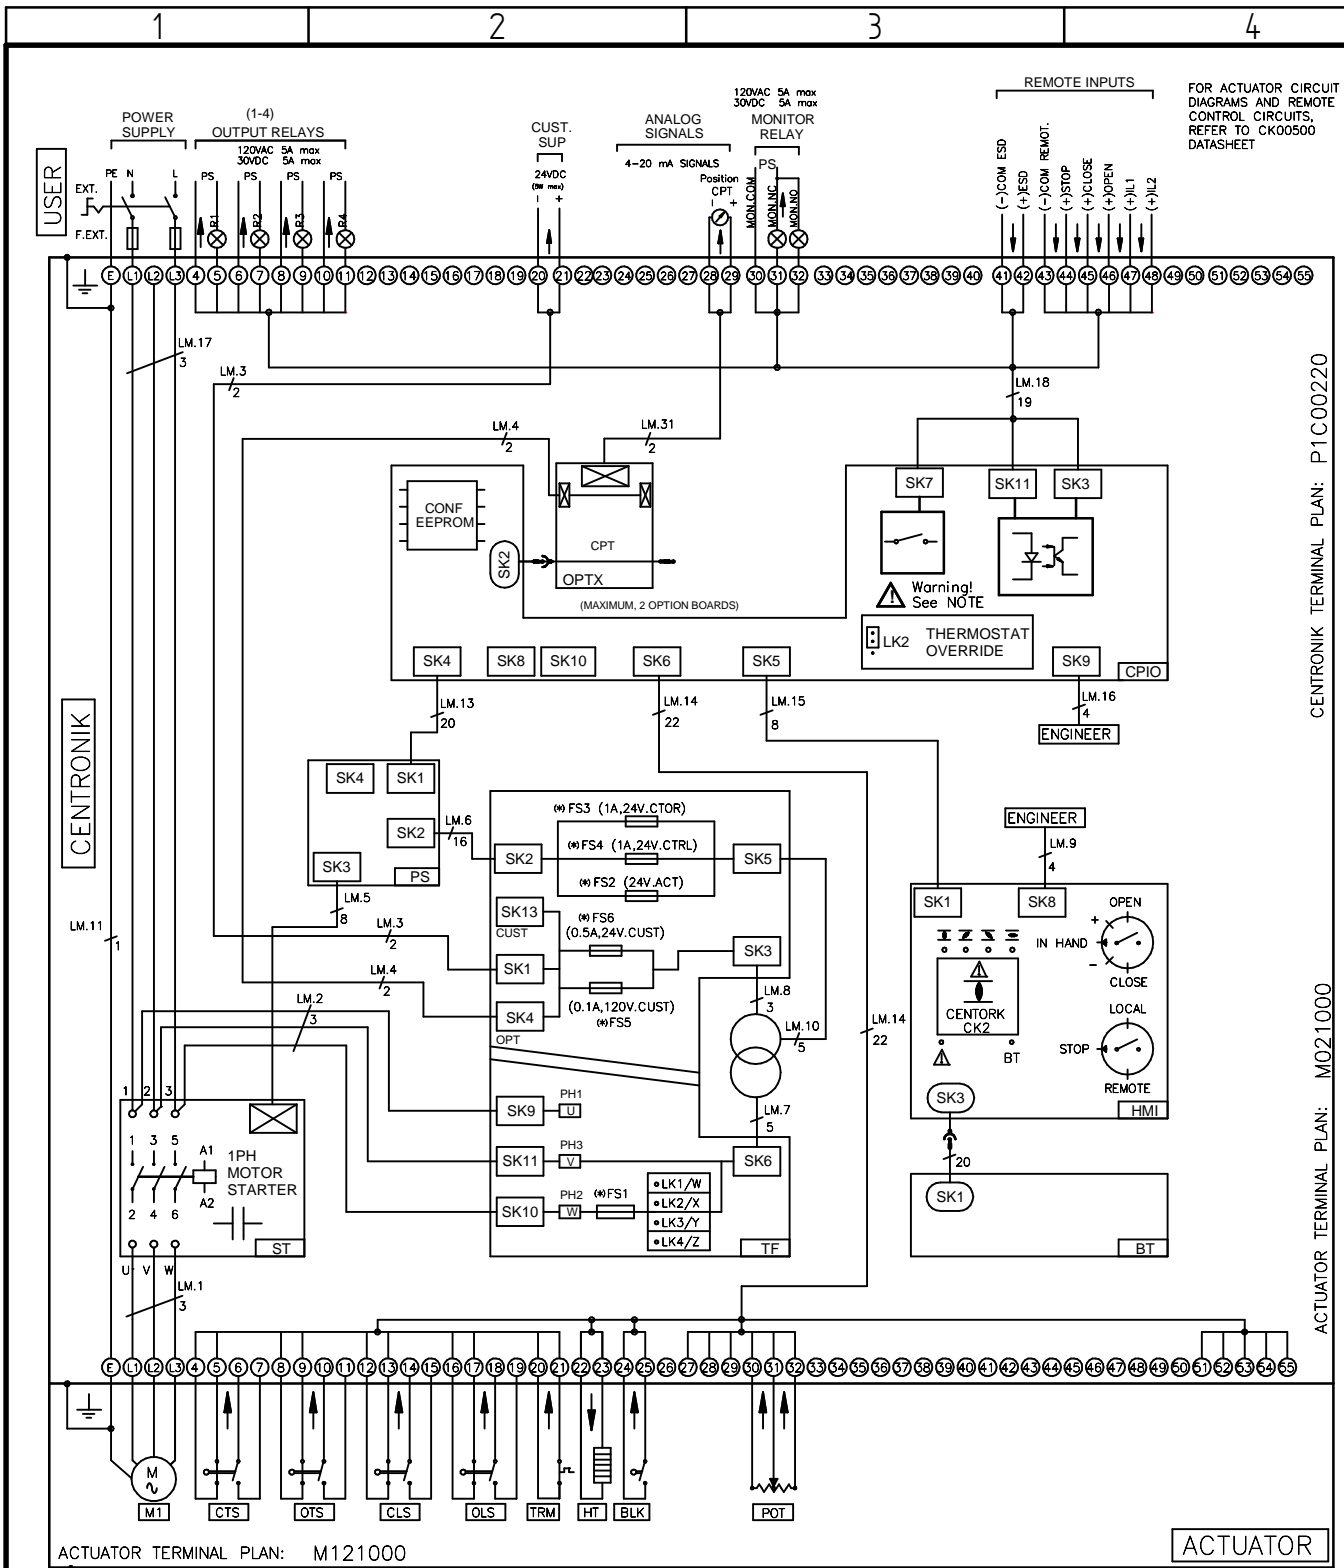 1 2 3 4
USER
POWER
SUPPLY
(1-4)
OUTPUT RELAYS
120VAC 5A max
30VDC 5A max
PE N L
PS PS PS PS
EXT.
F.EXT.
R1 R2 R3 R4
CUST.
SUP
24VDC
(5W max)
- +
ANALOG
SIGNALS
4-20 mA SIGNALS
Position
CPT
- +
120VAC 5A max
30VDC 5A max
MONITOR
RELAY
PS
MON.COM
MON.NC
MON.NO
REMOTE INPUTS
(-)COM ESD
(+)ESD
(-)COM REMOT.
(+)STOP
(+)CLOSE
(+)OPEN
(+)IL1
(+)IL2
FOR ACTUATOR CIRCUIT
DIAGRAMS AND REMOTE
CONTROL CIRCUITS,
REFER TO CK00500
DATASHEET
E L1 L2 L3 4 5 6 7 8 9 10 11 12 13 14 15 16 17 18 19 20 21 22 23 24 25 26 27 28 29 30 31 32 33 34 35 36 37 38 39 40 41 42 43 44 45 46 47 48 49 50 51 52 53 54 55
LM.17
3
LM.3
2
LM.4
2
LM.31
2
LM.18
19
CENTRONIK TERMINAL PLAN: P1C00220
CONF
EEPROM
SK2
CPT
OPTX
(MAXIMUM, 2 OPTION BOARDS)
SK7 SK11 SK3
Warning!
See NOTE
LK2
THERMOSTAT
OVERRIDE
SK4 SK8 SK10 SK6 SK5 SK9
CPIO
LM.13
20
LM.14
22
LM.15
8
LM.16
4
ENGINEER
CENTRONIK
SK4 SK1
SK2
SK3
PS
LM.6
16
LM.5
8
(*)FS3 (1A,24V.CTOR)
(*)FS4 (1A,24V.CTRL)
(*)FS2 (24V.ACT)
SK2 SK5
SK13
CUST
(*)FS6
(0.5A,24V.CUST)
SK1 SK3
SK4
OPT
(0.1A,120V.CUST)
(*)FS5
LM.3
2
LM.4
2
LM.2
3
LM.11
1
LM.8
3
LM.10
5
LM.7
5
LM.14
22
SK9 PH1
U
SK11 PH3
V
SK6
SK10 PH2
W
(*)FS1
LK1/W
LK2/X
LK3/Y
LK4/Z
TF
ENGINEER
LM.9
4
SK1 SK8
OPEN
+
IN HAND
-
CLOSE
CENTORK
CK2
BT
LOCAL
STOP
REMOTE
SK3
HMI
20
SK1
BT
ACTUATOR TERMINAL PLAN: M021000
1 2 3
1 3 5
A1
A2
2 4 6
1PH
MOTOR
STARTER
ST
U V W
LM.1
3
E L1 L2 L3 4 5 6 7 8 9 10 11 12 13 14 15 16 17 18 19 20 21 22 23 24 25 26 27 28 29 30 31 32 33 34 35 36 37 38 39 40 41 42 43 44 45 46 47 48 49 50 51 52 53 54 55
M
M1 CTS OTS CLS OLS TRM HT BLK POT
ACTUATOR TERMINAL PLAN: M121000
ACTUATOR